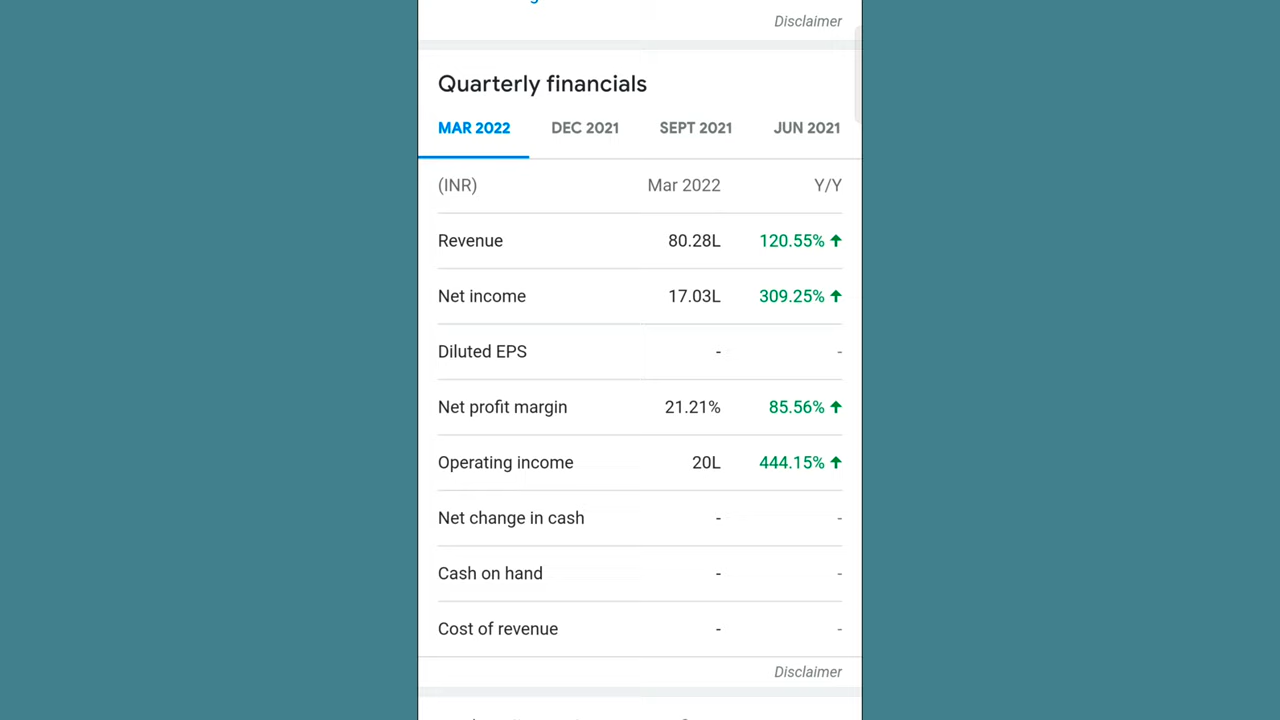 Disclaimer
Quarterly financials
MAR 2022 DEC 2021 SEPT 2021 JUN 2021
(INR) Mar 2022 Y/Y
Revenue 80.28L 120.55% ↑
Net income 17.03L 309.25% ↑
Diluted EPS - -
Net profit margin 21.21% 85.56% ↑
Operating income 20L 444.15% ↑
Net change in cash - -
Cash on hand - -
Cost of revenue - -
Disclaimer